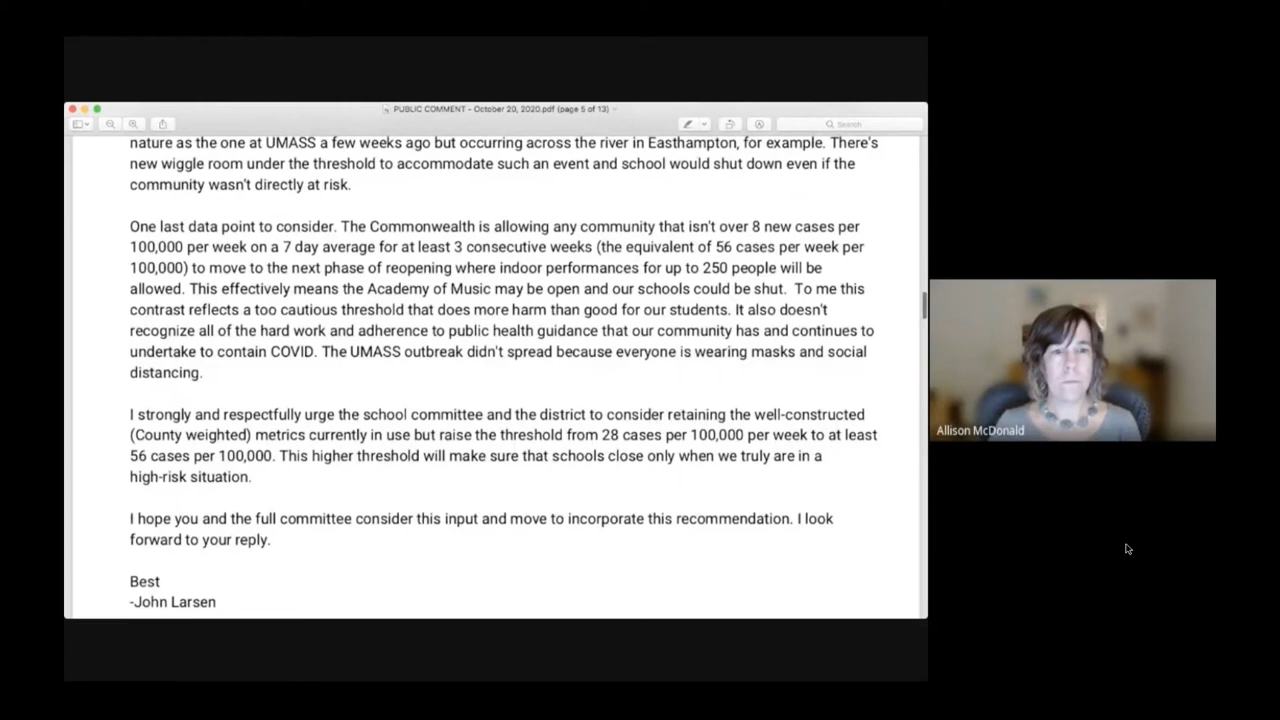 PUBLIC COMMENT - October 20, 2020.pdf (page 5 of 13)
Search
nature as the one at UMASS a few weeks ago but occurring across the river in Easthampton, for example. There's
new wiggle room under the threshold to accommodate such an event and school would shut down even if the
community wasn't directly at risk.
One last data point to consider. The Commonwealth is allowing any community that isn't over 8 new cases per
100,000 per week on a 7 day average for at least 3 consecutive weeks (the equivalent of 56 cases per week per
100,000) to move to the next phase of reopening where indoor performances for up to 250 people will be
allowed. This effectively means the Academy of Music may be open and our schools could be shut. To me this
contrast reflects a too cautious threshold that does more harm than good for our students. It also doesn't
recognize all of the hard work and adherence to public health guidance that our community has and continues to
undertake to contain COVID. The UMASS outbreak didn't spread because everyone is wearing masks and social
distancing.
I strongly and respectfully urge the school committee and the district to consider retaining the well-constructed
(County weighted) metrics currently in use but raise the threshold from 28 cases per 100,000 per week to at least
56 cases per 100,000. This higher threshold will make sure that schools close only when we truly are in a
high-risk situation.
I hope you and the full committee consider this input and move to incorporate this recommendation. I look
forward to your reply.
Best
-John Larsen
Allison McDonald